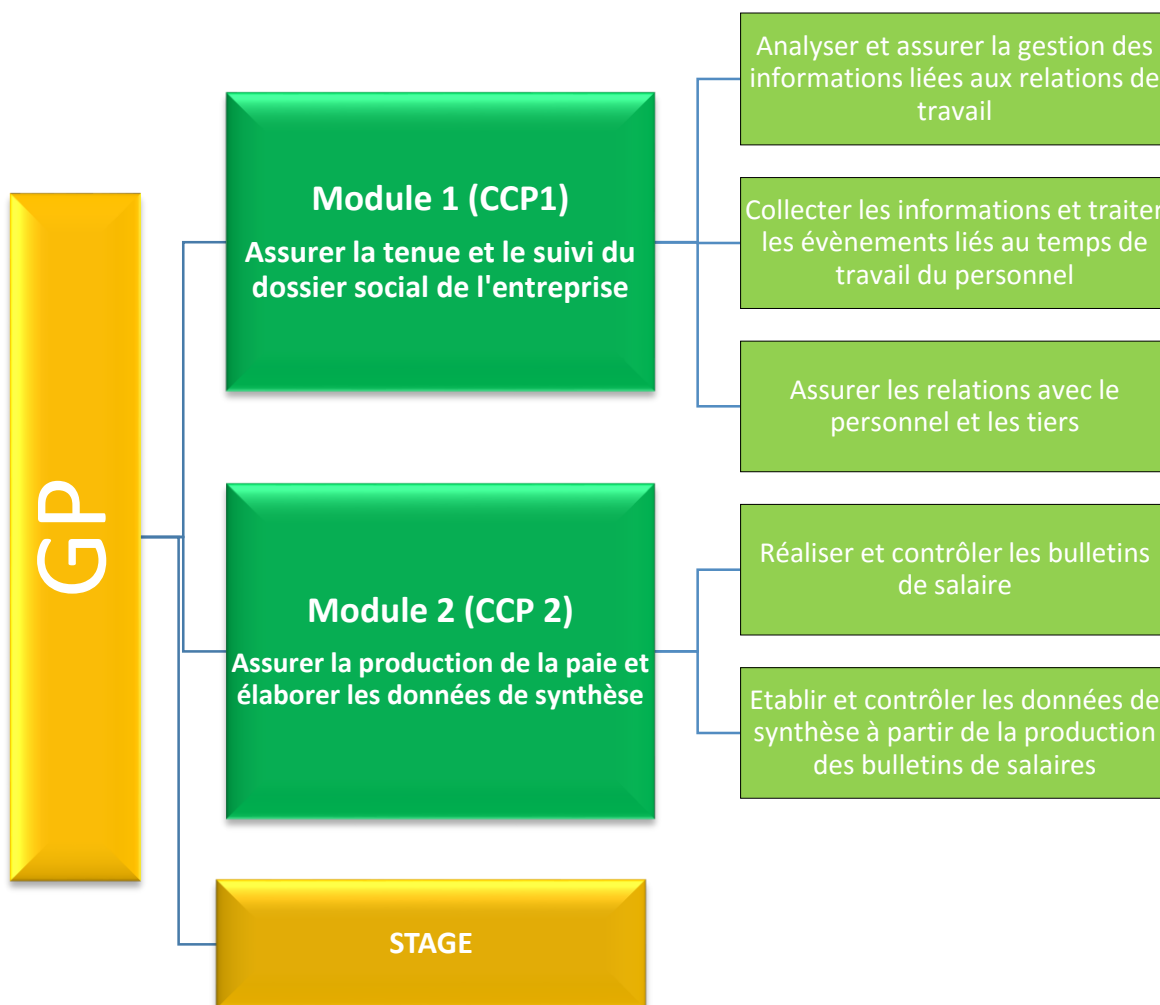 GP
Module 1 (CCP1)
Assurer la tenue et le suivi du
dossier social de l'entreprise
Analyser et assurer la gestion des
informations liées aux relations de
travail
Collecter les informations et traiter
les évènements liés au temps de
travail du personnel
Assurer les relations avec le
personnel et les tiers
Module 2 (CCP 2)
Assurer la production de la paie et
élaborer les données de synthèse
Réaliser et contrôler les bulletins
de salaire
Etablir et contrôler les données de
synthèse à partir de la production
des bulletins de salaires
STAGE